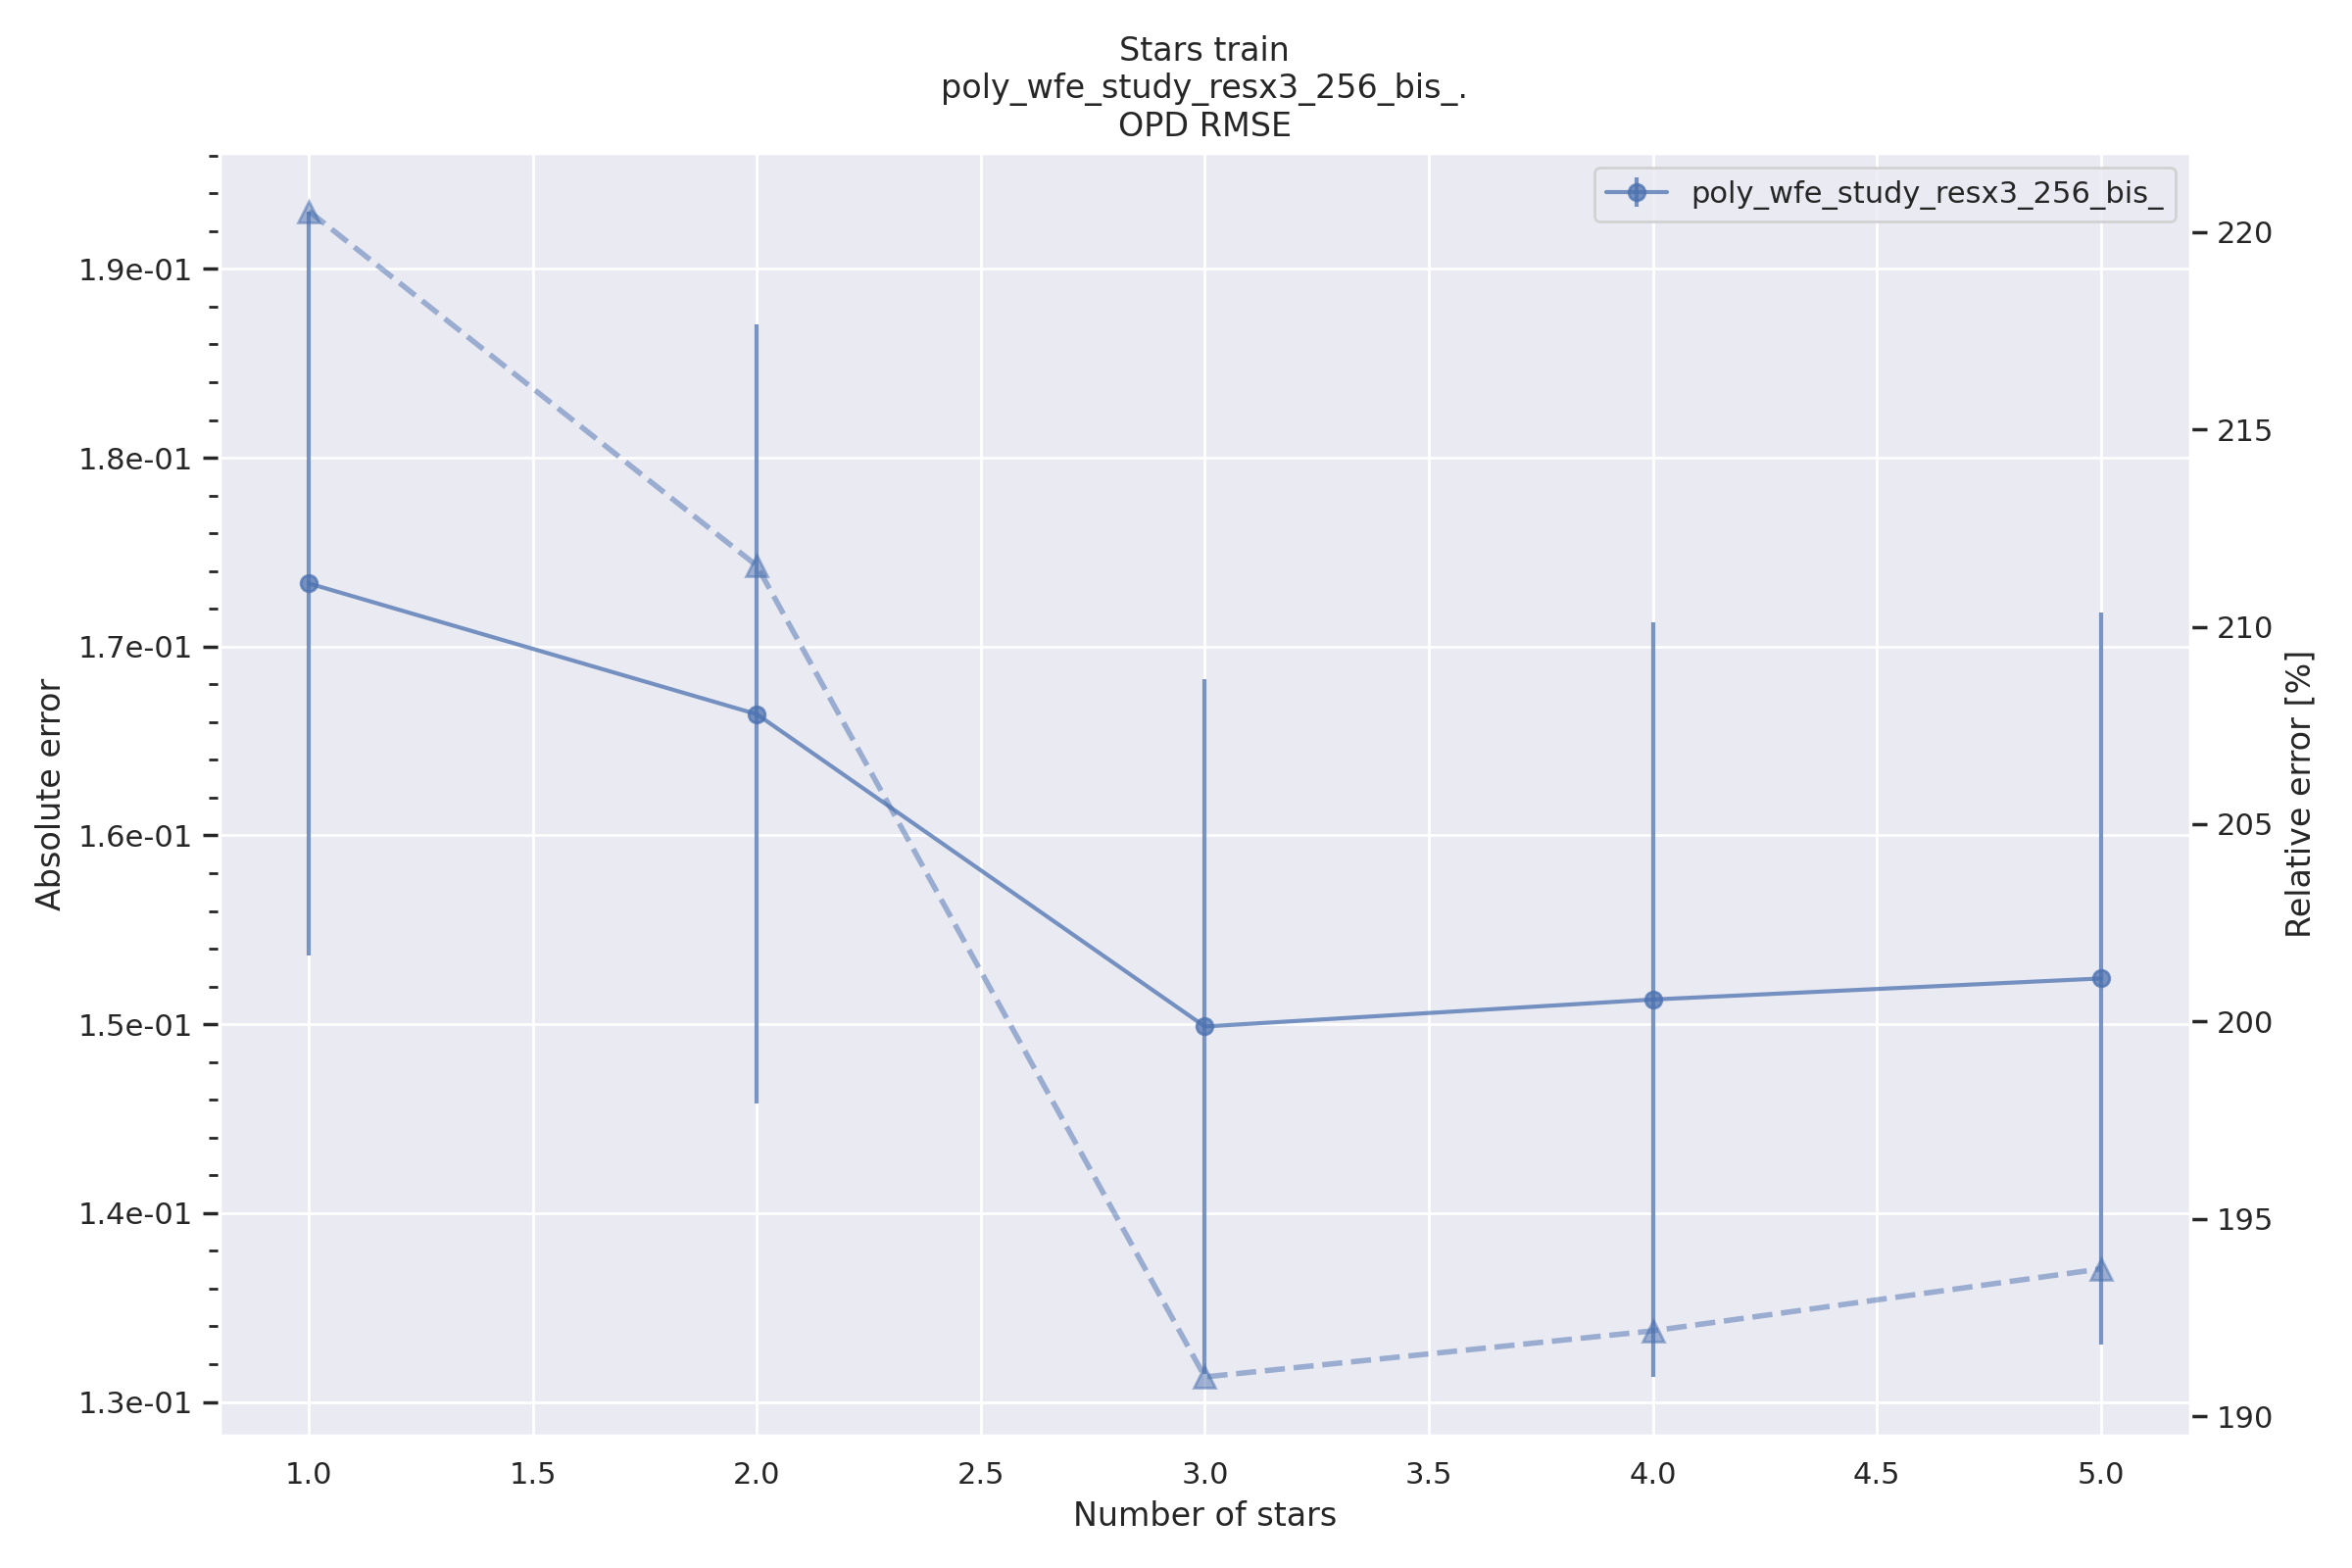 Stars train
poly_wfe_study_resx3_256_bis_.
OPD RMSE
poly_wfe_study_resx3_256_bis_
Absolute error
1.9e-01
1.8e-01
1.7e-01
1.6e-01
1.5e-01
1.4e-01
1.3e-01
220
215
210
205
200
195
190
Relative error [%]
1.0 1.5 2.0 2.5 3.0 3.5 4.0 4.5 5.0
Number of stars